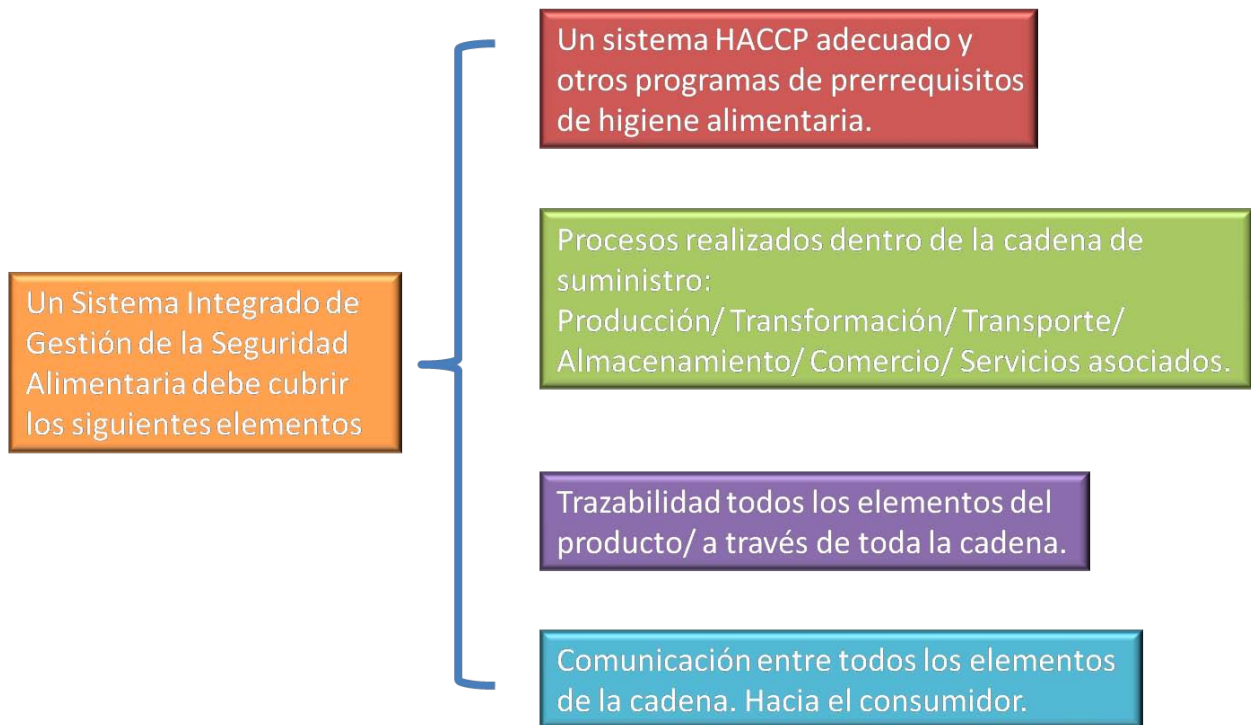 Un Sistema Integrado de
Gestión de la Seguridad
Alimentaria debe cubrir
los siguientes elementos
Un sistema HACCP adecuado y
otros programas de prerrequisitos
de higiene alimentaria.
Procesos realizados dentro de la cadena de
suministro:
Producción/ Transformación/ Transporte/
Almacenamiento/ Comercio/ Servicios asociados.
Trazabilidad todos los elementos del
producto/ a través de toda la cadena.
Comunicación entre todos los elementos
de la cadena. Hacia el consumidor.